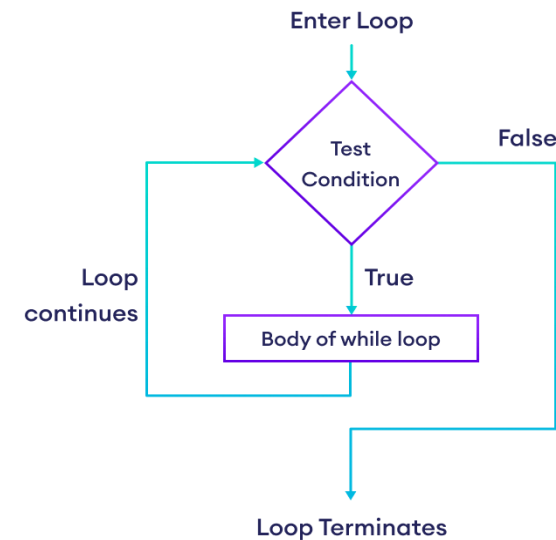 Enter Loop
Test
Condition
False
True
Loop
continues
Body of while loop
Loop Terminates